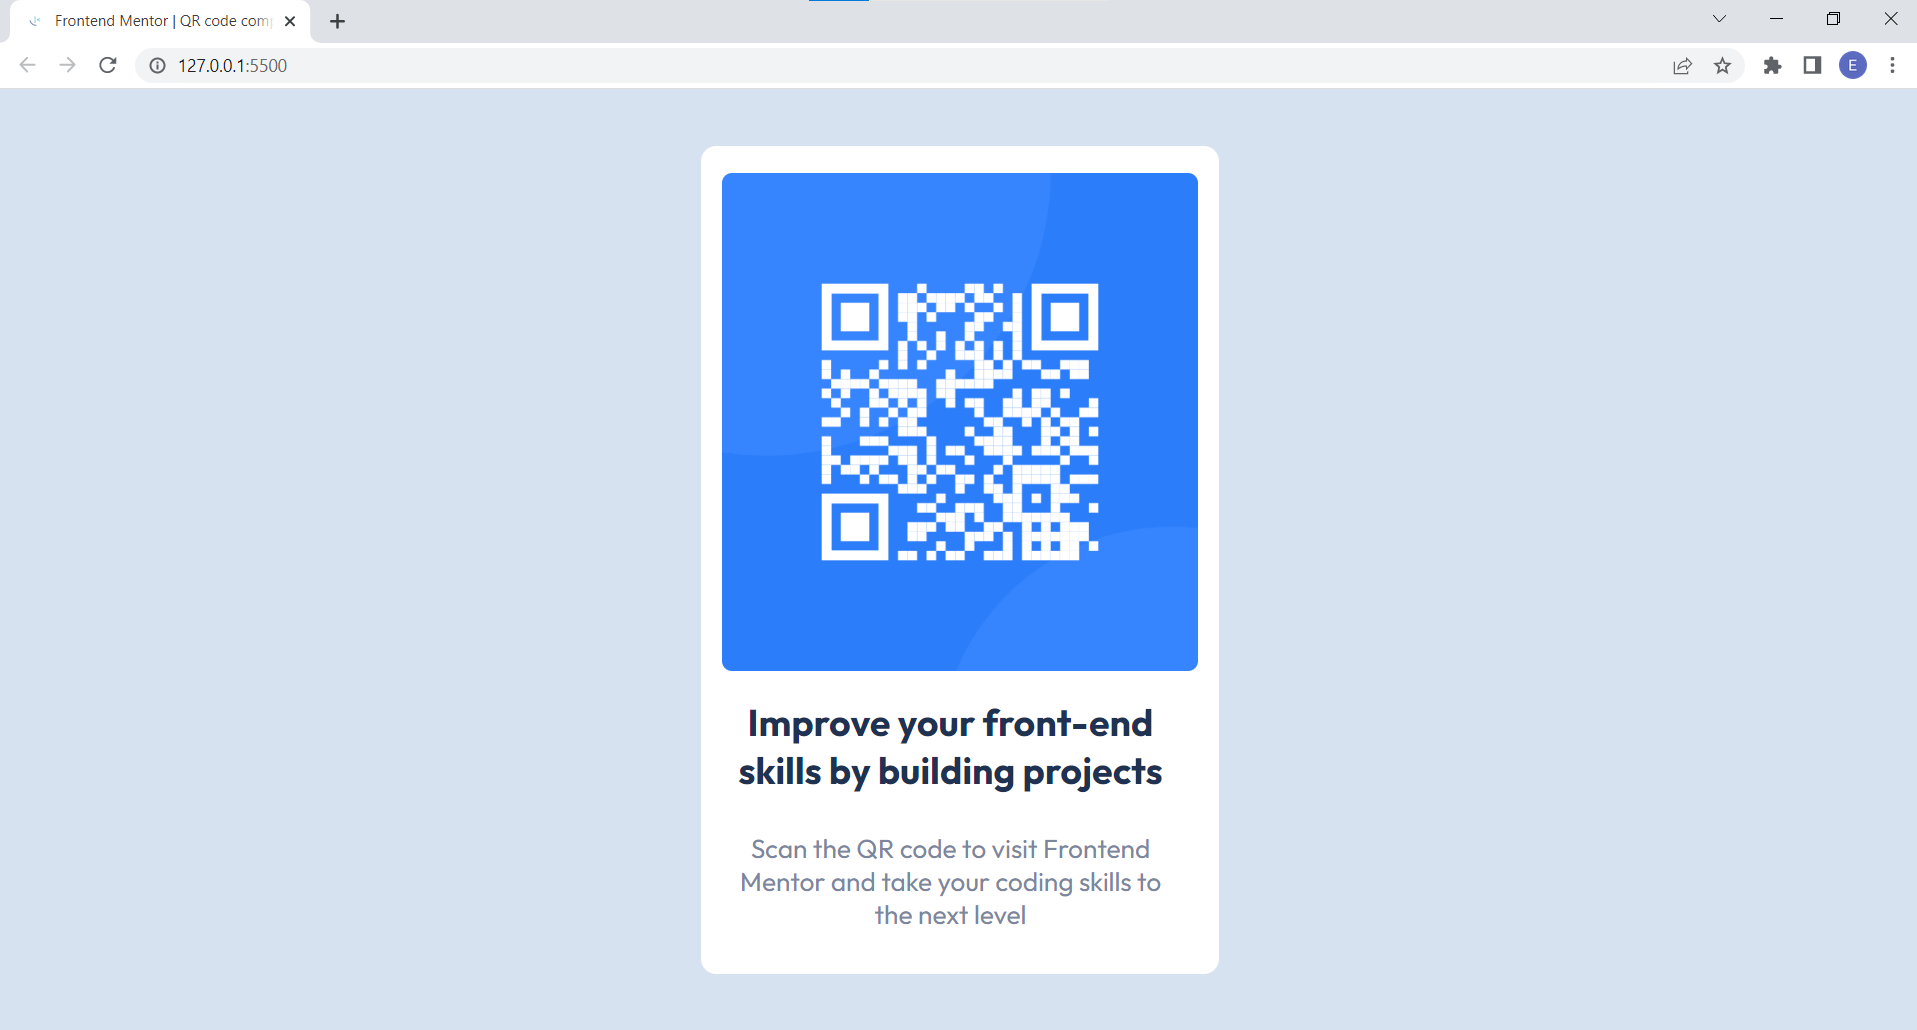 Frontend Mentor | QR code com
127.0.0.1:5500
E
Improve your front-end
skills by building projects
Scan the QR code to visit Frontend
Mentor and take your coding skills to
the next level